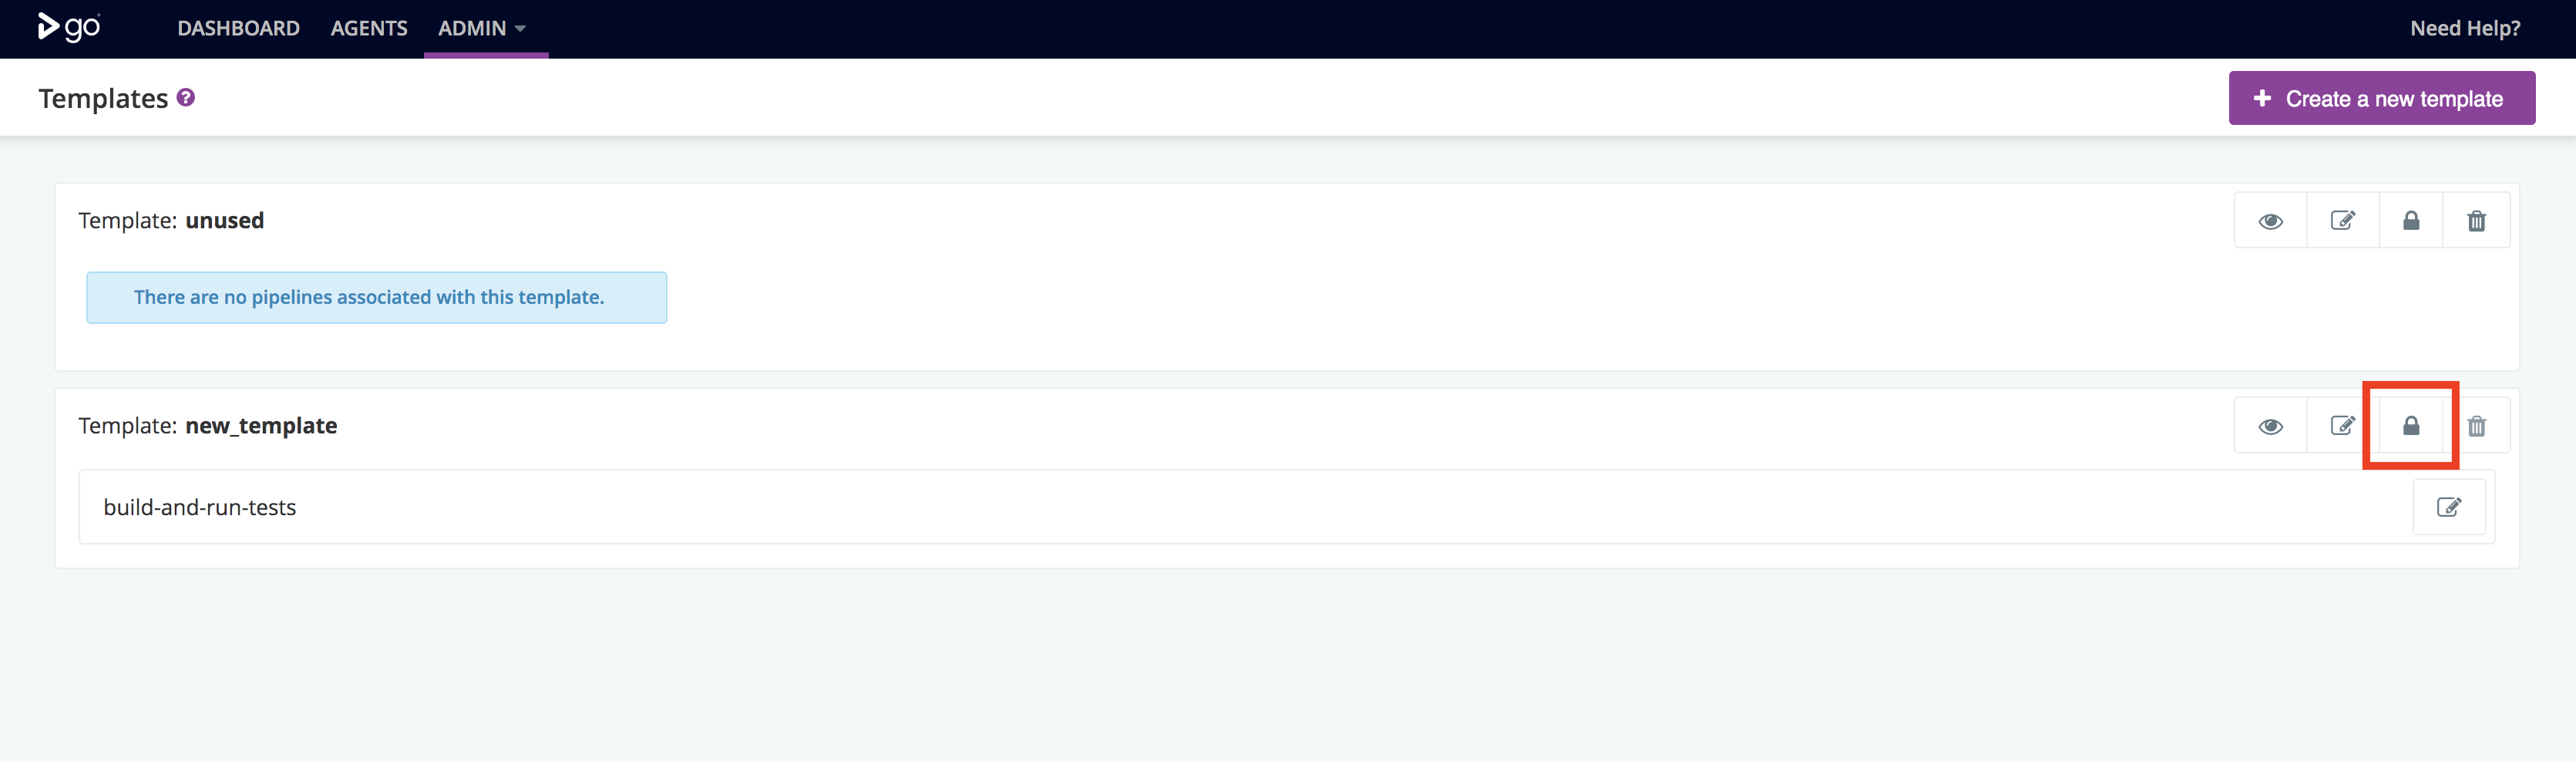 go
DASHBOARD AGENTS ADMIN Need Help?
Templates ?
+ Create a new template
Template: unused
There are no pipelines associated with this template.
Template: new_template
build-and-run-tests